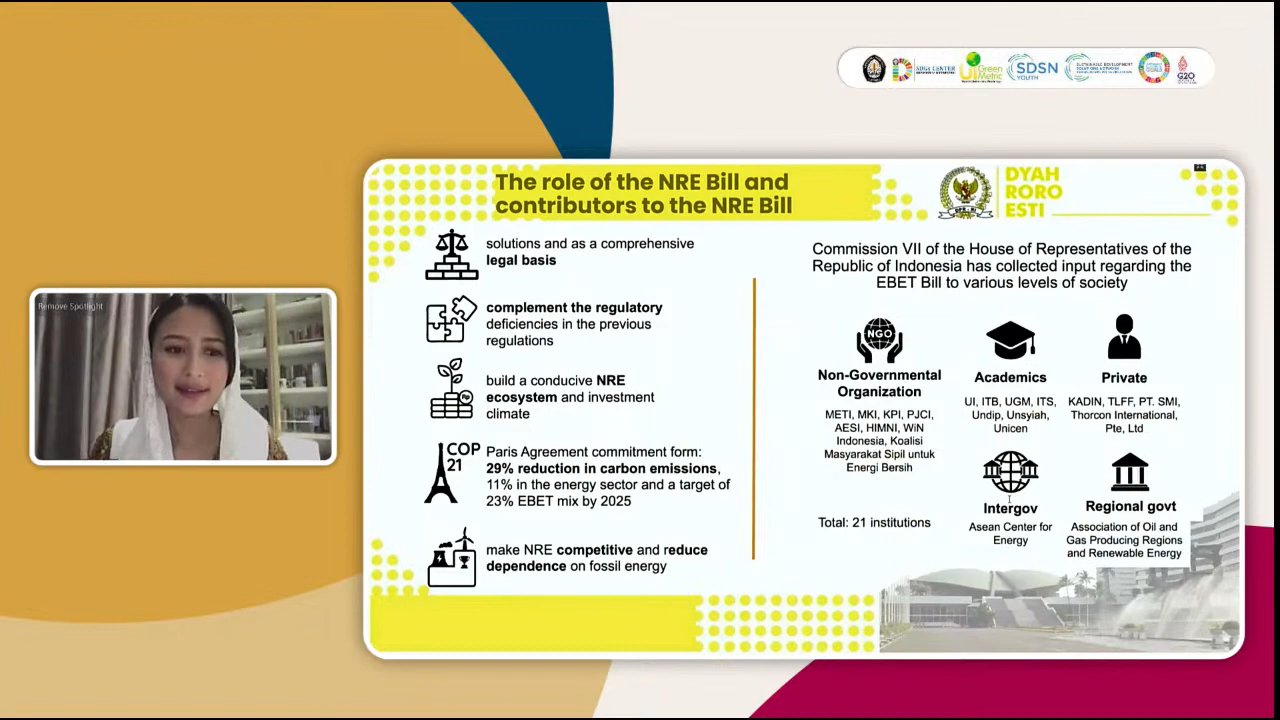 SDGs CENTER
UI
Green
Metric
SDSN
YOUTH
G20
Remove Spotlight
The role of the NRE Bill and
contributors to the NRE Bill
DPR - RI
DYAH
RORO
ESTI
solutions and as a comprehensive
legal basis
complement the regulatory
deficiencies in the previous
regulations
Rp
build a conducive NRE
ecosystem and investment
climate
COP
21
Paris Agreement commitment form:
29% reduction in carbon emissions,
11% in the energy sector and a target of
23% EBET mix by 2025
make NRE competitive and reduce
dependence on fossil energy
Commission VII of the House of Representatives of the
Republic of Indonesia has collected input regarding the
EBET Bill to various levels of society
NGO
Non-Governmental
Organization
METI, MKI, KPI, PJCI,
AESI, HIMNI, WiN
Indonesia, Koalisi
Masyarakat Sipil untuk
Energi Bersih
Total: 21 institutions
Academics
UI, ITB, UGM, ITS,
Undip, Unsyiah,
Unicen
Private
KADIN, TLFF, PT. SMI,
Thorcon International,
Pte, Ltd
Intergov
Asean Center for
Energy
Regional govt
Association of Oil and
Gas Producing Regions
and Renewable Energy